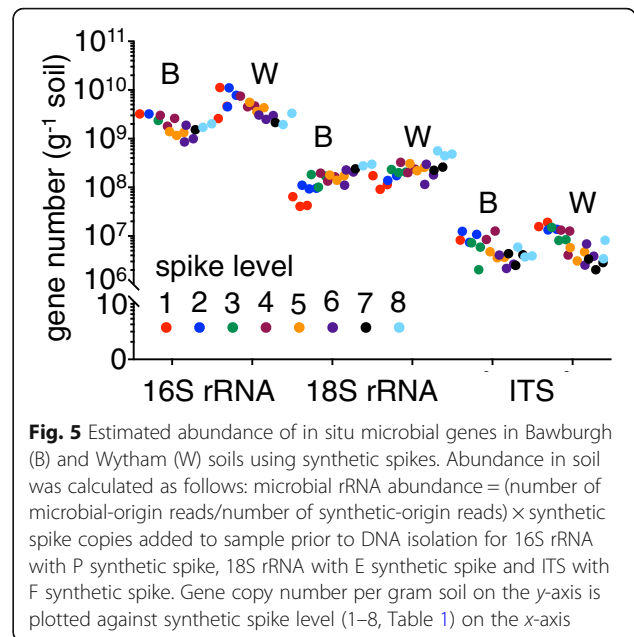 gene number (g⁻¹ soil)
10¹¹
10¹⁰
10⁹
10⁸
10⁷
10⁶
10
0
B W
B W
B W
spike level
1 2 3 4 5 6 7 8
16S rRNA 18S rRNA ITS
Fig. 5 Estimated abundance of in situ microbial genes in Bawburgh
(B) and Wytham (W) soils using synthetic spikes. Abundance in soil
was calculated as follows: microbial rRNA abundance = (number of
microbial-origin reads/number of synthetic-origin reads) × synthetic
spike copies added to sample prior to DNA isolation for 16S rRNA
with P synthetic spike, 18S rRNA with E synthetic spike and ITS with
F synthetic spike. Gene copy number per gram soil on the y-axis is
plotted against synthetic spike level (1–8, Table 1) on the x-axis